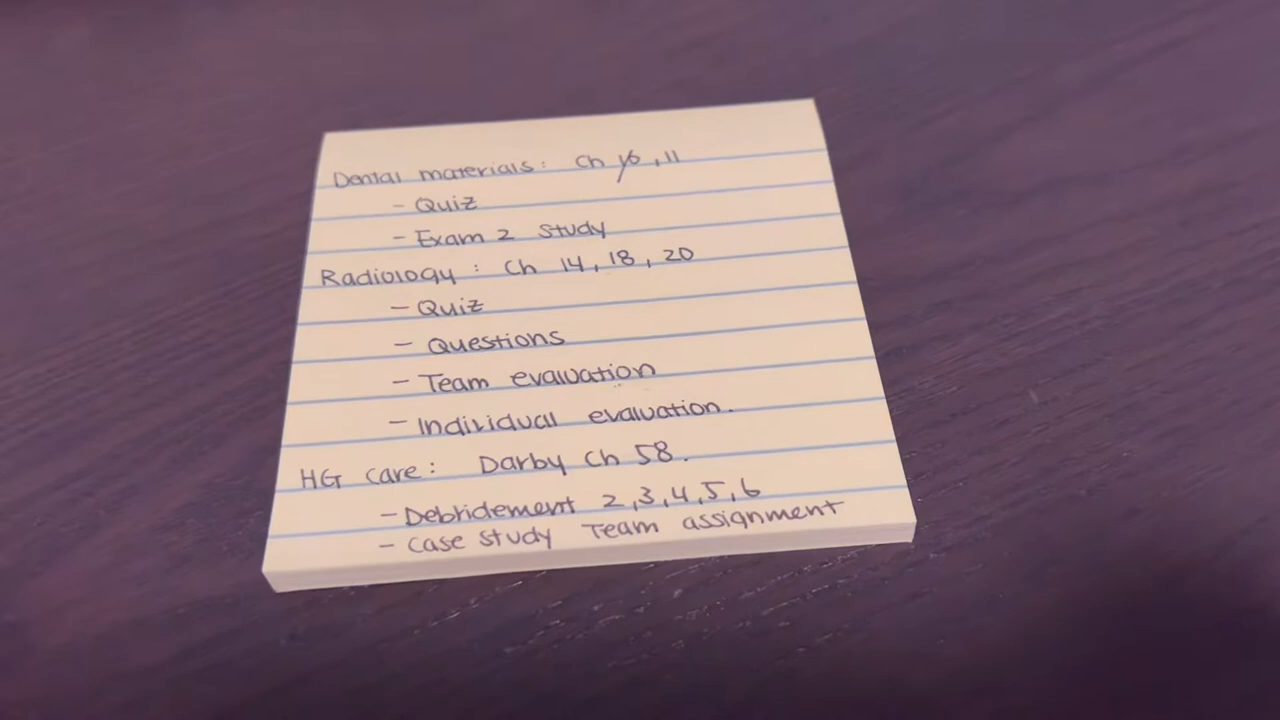 Dental materials: Ch 10, 11
- Quiz
- Exam 2 study
Radiology: Ch 14, 18, 20
- Quiz
- Questions
- Team evaluation
- Individual evaluation.
HG care: Darby Ch 58.
- Debridement 2,3,4,5,6
- Case study Team assignment